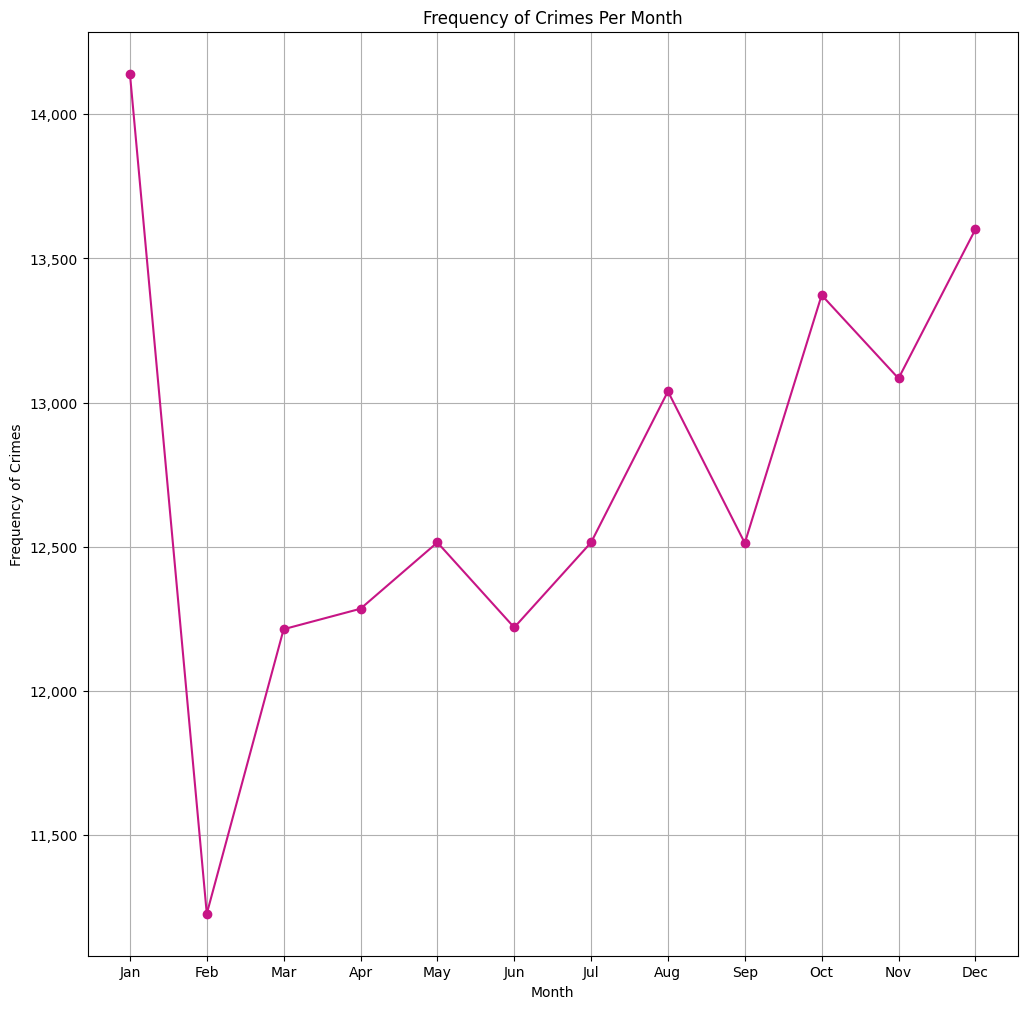 Frequency of Crimes Per Month
14,000
13,500
13,000
12,500
12,000
11,500
Frequency of Crimes
Jan Feb Mar Apr May Jun Jul Aug Sep Oct Nov Dec
Month